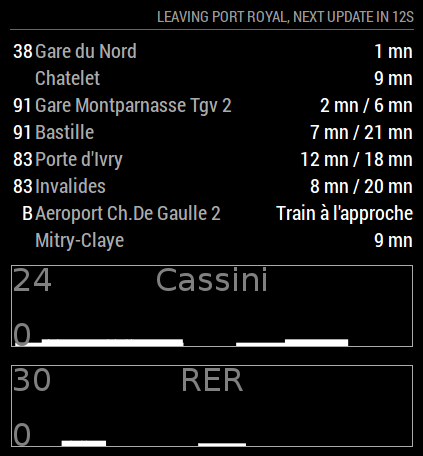 LEAVING PORT ROYAL, NEXT UPDATE IN 12S
38 Gare du Nord 1 mn
Chatelet 9 mn
91 Gare Montparnasse Tgv 2 2 mn / 6 mn
91 Bastille 7 mn / 21 mn
83 Porte d'Ivry 12 mn / 18 mn
83 Invalides 8 mn / 20 mn
B Aeroport Ch.De Gaulle 2 Train à l'approche
Mitry-Claye 9 mn
24 Cassini
0
30 RER
0